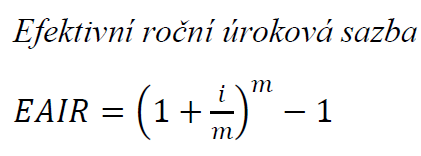 Efektivní roční úroková sazba
EAIR = (1 + i/m)^m − 1